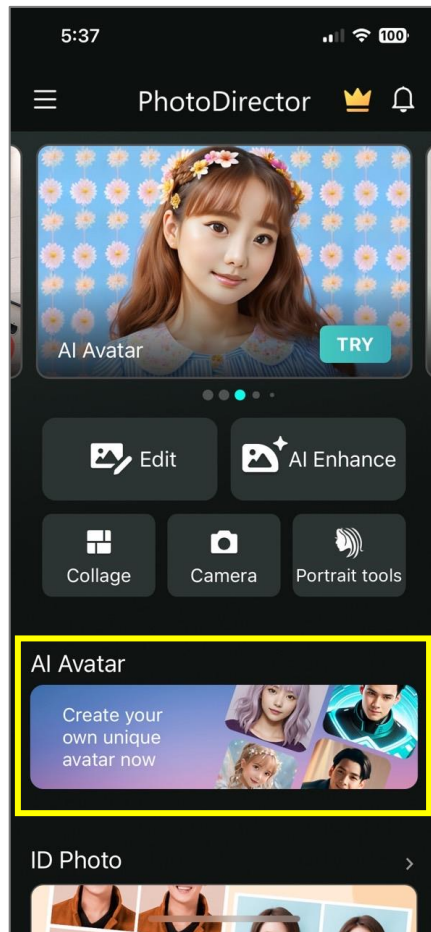 5:37
100
PhotoDirector
AI Avatar
TRY
Edit
AI Enhance
Collage
Camera
Portrait tools
AI Avatar
Create your
own unique
avatar now
ID Photo